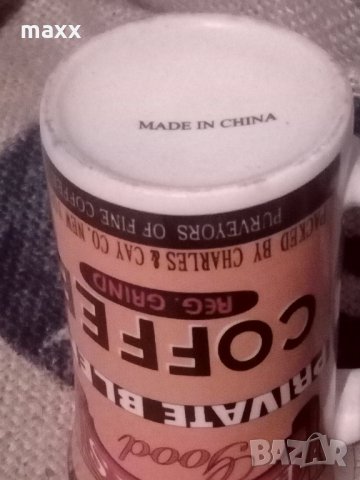 maxx
MADE IN CHINA
PURVEYORS OF FINE COFFE
PACKED BY CHARLES & CAY CO. NEW
REG. GRIND
COFFE
PRIVATE BLE
Good
BAZAR